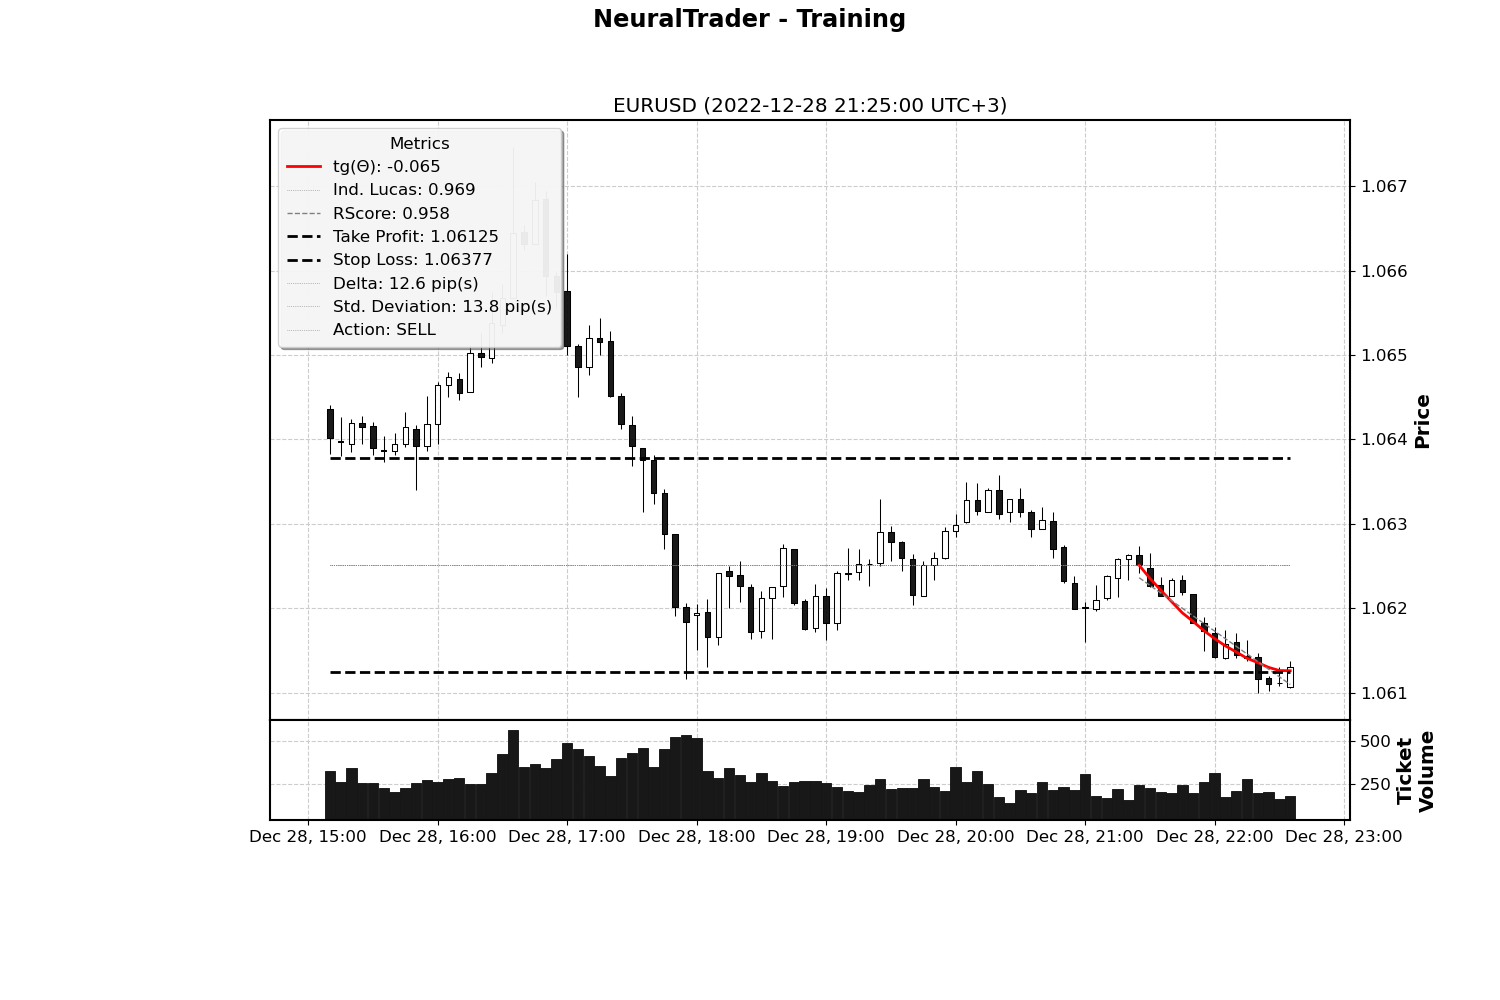 NeuralTrader - Training
EURUSD (2022-12-28 21:25:00 UTC+3)
Metrics
tg(Θ): -0.065
Ind. Lucas: 0.969
RScore: 0.958
Take Profit: 1.06125
Stop Loss: 1.06377
Delta: 12.6 pip(s)
Std. Deviation: 13.8 pip(s)
Action: SELL
1.067
1.066
1.065
1.064
1.063
1.062
1.061
Price
500
250
Ticket
Volume
Dec 28, 15:00 Dec 28, 16:00 Dec 28, 17:00 Dec 28, 18:00 Dec 28, 19:00 Dec 28, 20:00 Dec 28, 21:00 Dec 28, 22:00 Dec 28, 23:00